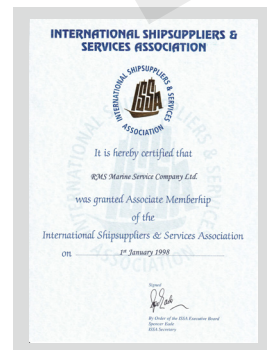 INTERNATIONAL SHIPSUPPLIERS &
SERVICES ASSOCIATION
INTERNATIONAL SHIPSUPPLIERS & SERVICES
ISSA
ASSOCIATION
It is hereby certified that
RMS Marine Service Company Ltd.
was granted Associate Membership
of the
International Shipsuppliers & Services Association
on 1st January 1998
Signed
By Order of the ISSA Executive Board
Spencer Eade
ISSA Secretary